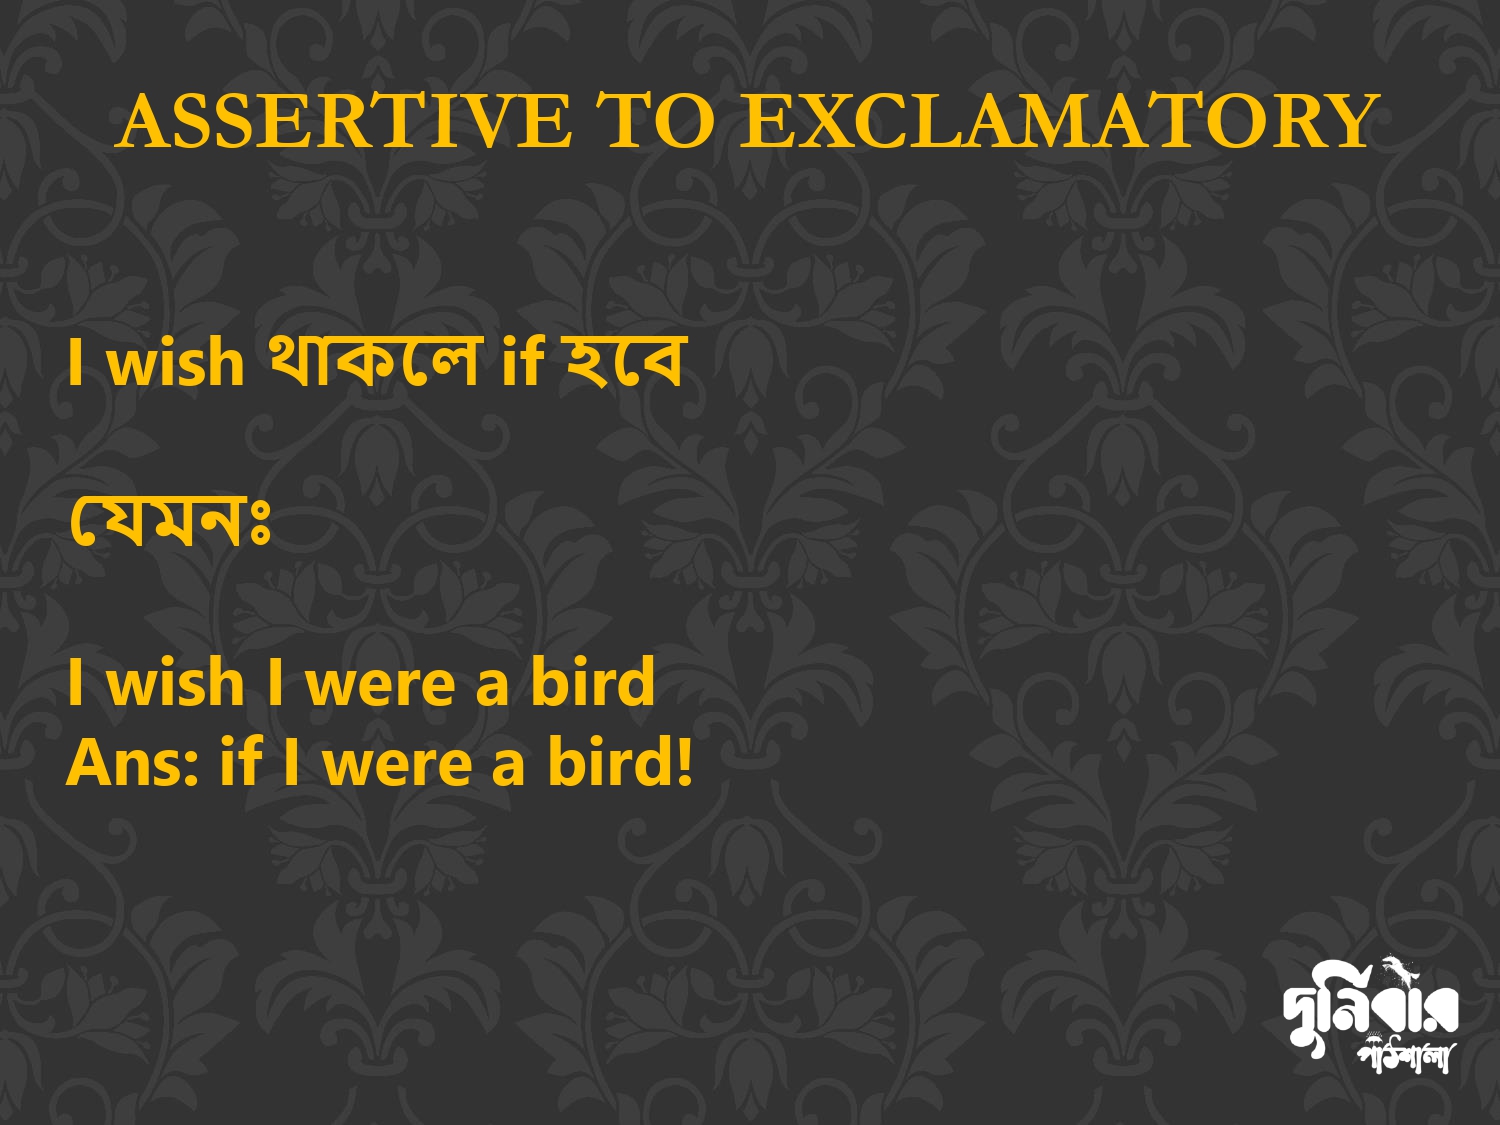 ASSERTIVE TO EXCLAMATORY
I wish থাকলে if হবে
যেমনঃ
I wish I were a bird
Ans: if I were a bird!
দুর্নিবার
পাঠশালা